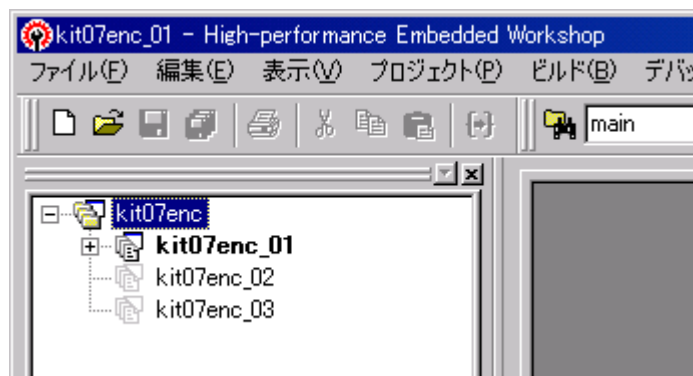 kit07enc_01 - High-performance Embedded Workshop
ファイル(F) 編集(E) 表示(V) プロジェクト(P) ビルド(B) デバッ
main
kit07enc
kit07enc_01
kit07enc_02
kit07enc_03